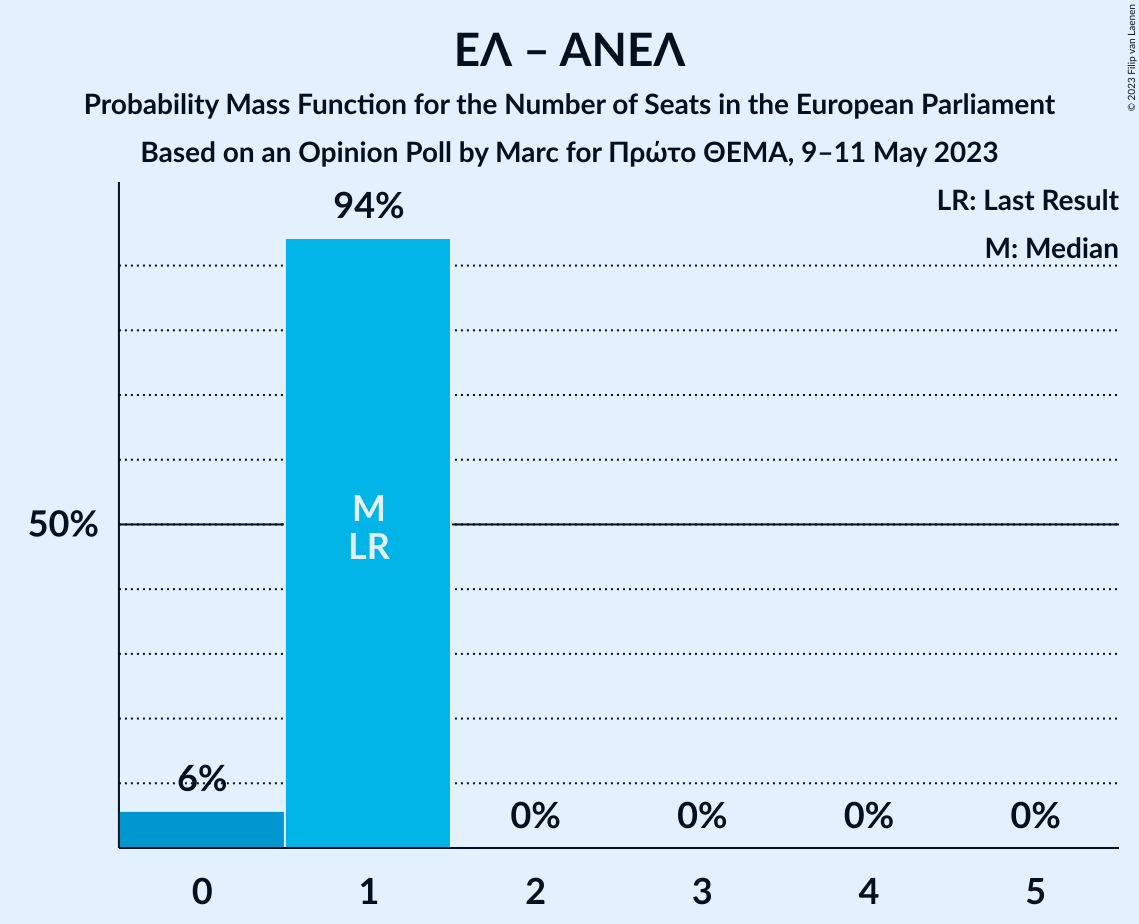 ΕΛ – ΑΝΕΛ
Probability Mass Function for the Number of Seats in the European Parliament
Based on an Opinion Poll by Marc for Πρώτο ΘΕΜΑ, 9–11 May 2023
© 2023 Filip van Laenen
LR: Last Result
M: Median
94%
50%
M
LR
6%
0%
0%
0%
0%
0
1
2
3
4
5